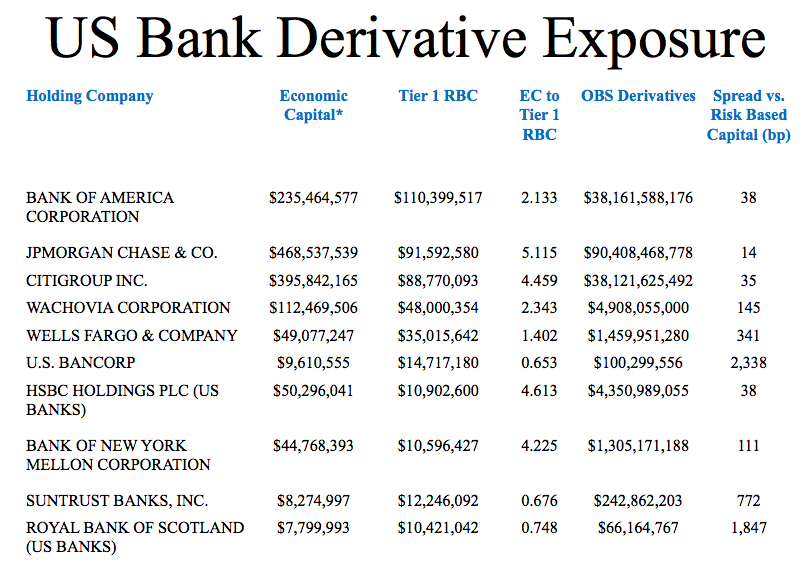 US Bank Derivative Exposure
Holding Company Economic Capital* Tier 1 RBC EC to Tier 1 RBC OBS Derivatives Spread vs. Risk Based Capital (bp)
BANK OF AMERICA CORPORATION $235,464,577 $110,399,517 2.133 $38,161,588,176 38
JPMORGAN CHASE & CO. $468,537,539 $91,592,580 5.115 $90,408,468,778 14
CITIGROUP INC. $395,842,165 $88,770,093 4.459 $38,121,625,492 35
WACHOVIA CORPORATION $112,469,506 $48,000,354 2.343 $4,908,055,000 145
WELLS FARGO & COMPANY $49,077,247 $35,015,642 1.402 $1,459,951,280 341
U.S. BANCORP $9,610,555 $14,717,180 0.653 $100,299,556 2,338
HSBC HOLDINGS PLC (US BANKS) $50,296,041 $10,902,600 4.613 $4,350,989,055 38
BANK OF NEW YORK MELLON CORPORATION $44,768,393 $10,596,427 4.225 $1,305,171,188 111
SUNTRUST BANKS, INC. $8,274,997 $12,246,092 0.676 $242,862,203 772
ROYAL BANK OF SCOTLAND (US BANKS) $7,799,993 $10,421,042 0.748 $66,164,767 1,847